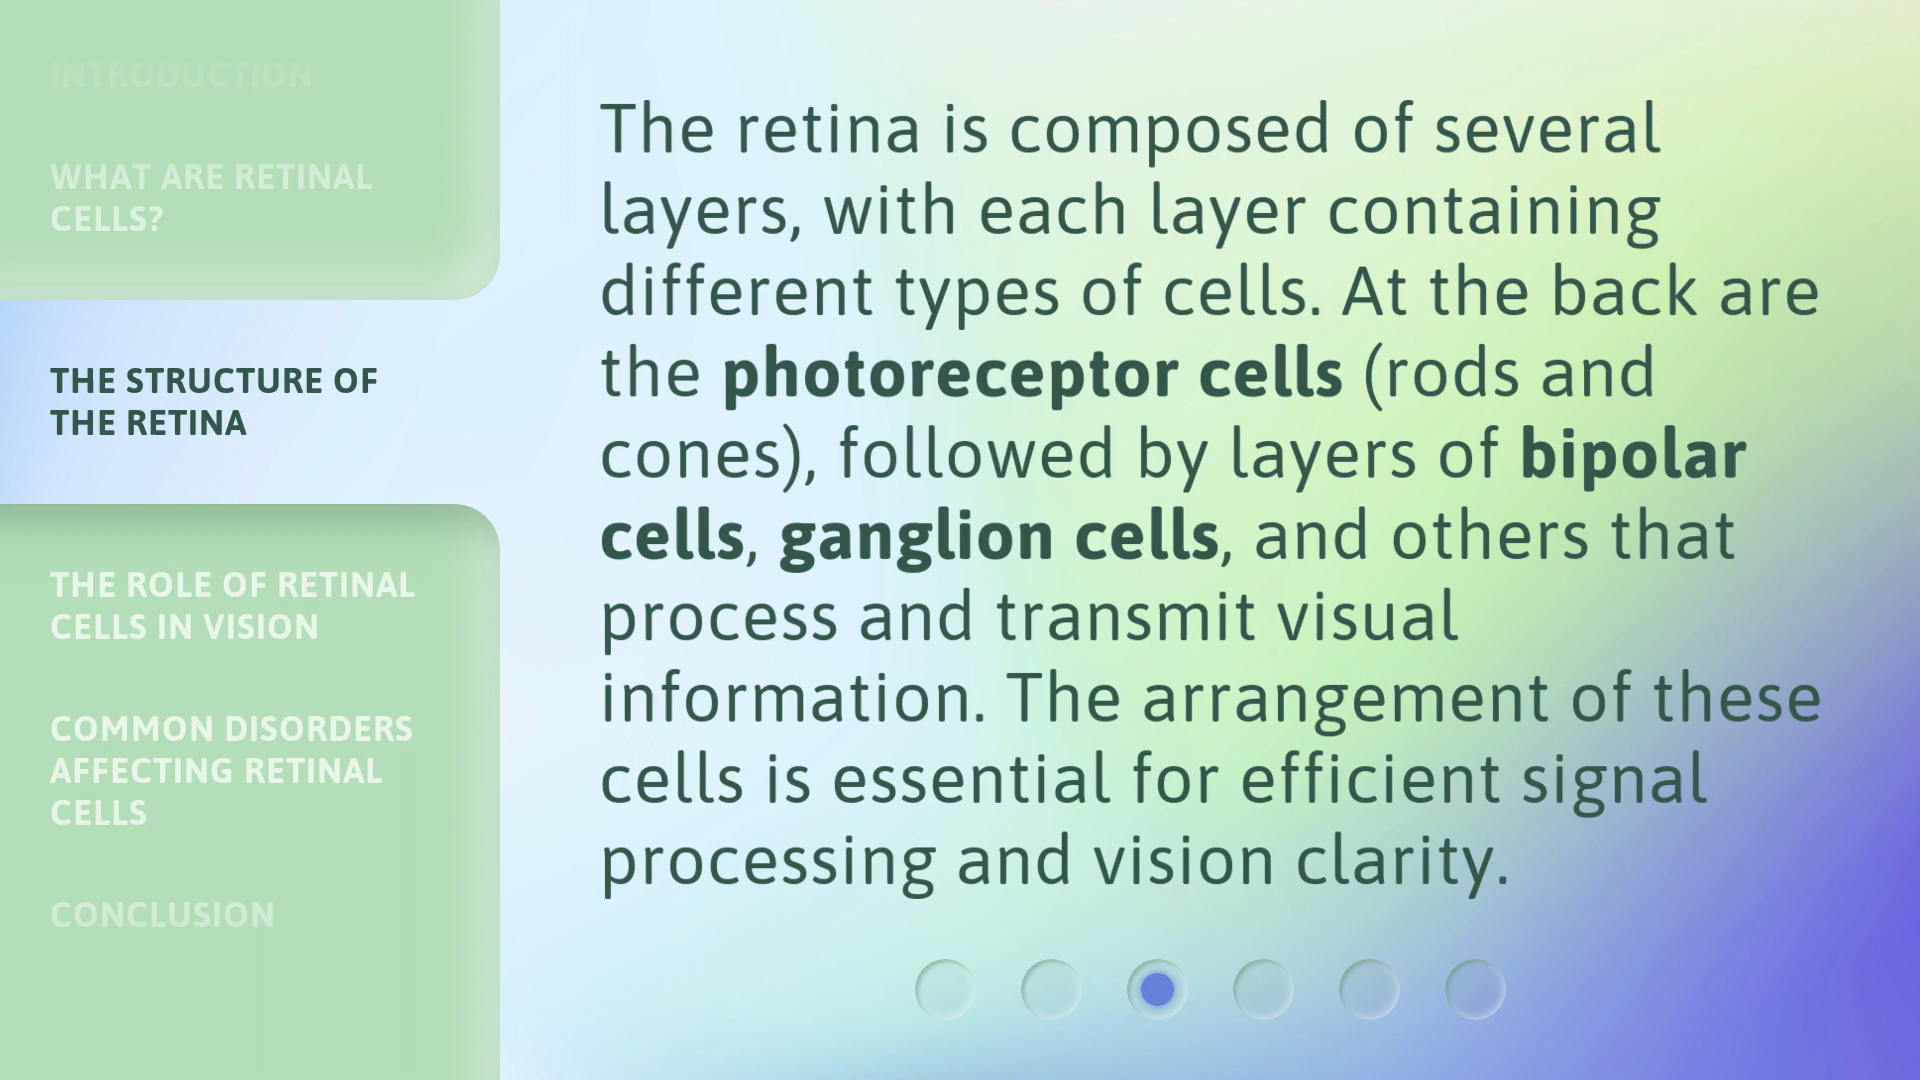 INTRODUCTION
WHAT ARE RETINAL
CELLS?
THE STRUCTURE OF
THE RETINA
THE ROLE OF RETINAL
CELLS IN VISION
COMMON DISORDERS
AFFECTING RETINAL
CELLS
CONCLUSION
The retina is composed of several
layers, with each layer containing
different types of cells. At the back are
the photoreceptor cells (rods and
cones), followed by layers of bipolar
cells, ganglion cells, and others that
process and transmit visual
information. The arrangement of these
cells is essential for efficient signal
processing and vision clarity.